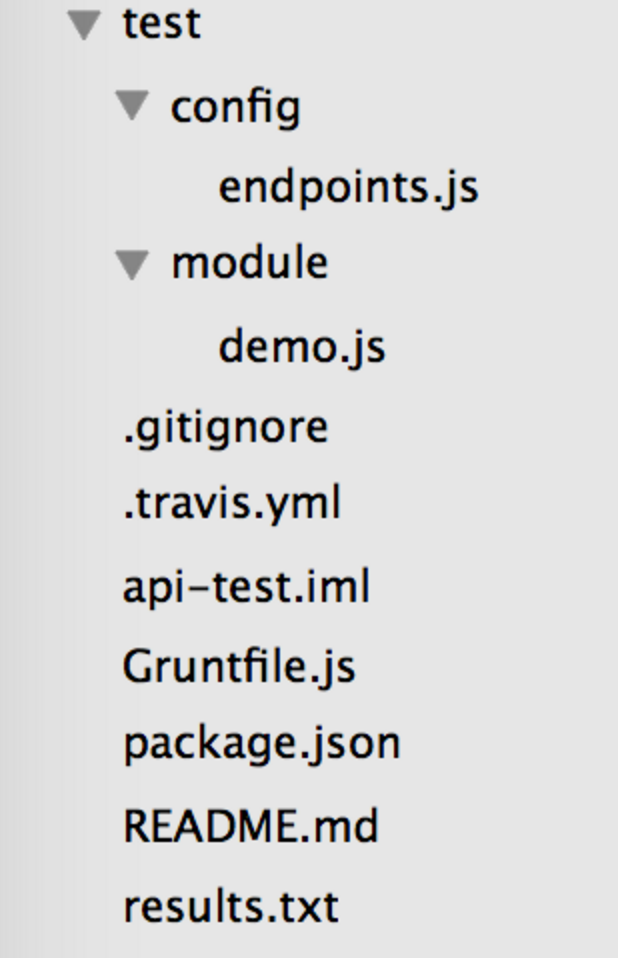 test
config
endpoints.js
module
demo.js
.gitignore
.travis.yml
api-test.iml
Gruntfile.js
package.json
README.md
results.txt